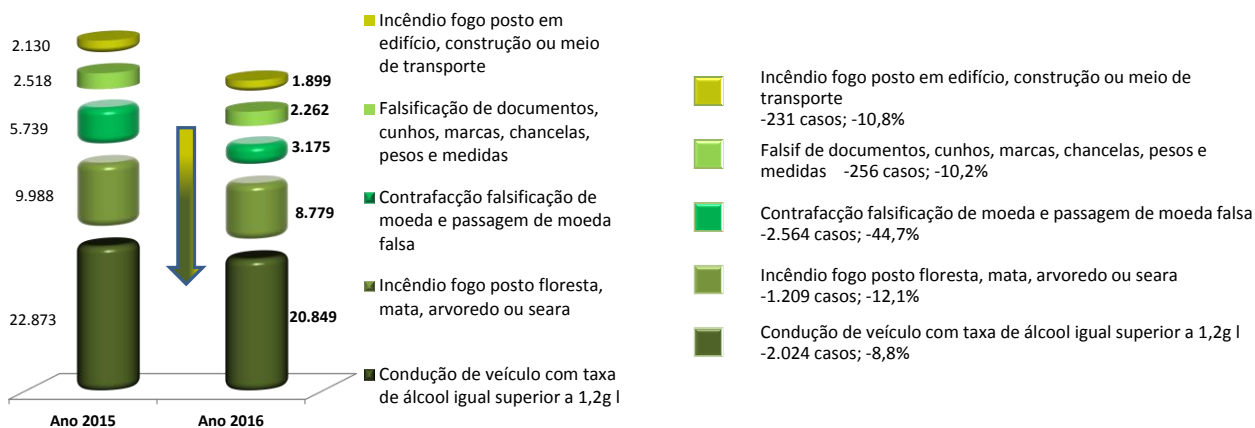 2.130
2.518
5.739
9.988
22.873
1.899
2.262
3.175
8.779
20.849
Ano 2015
Ano 2016
Incêndio fogo posto em
edifício, construção ou meio
de transporte
Falsificação de documentos,
cunhos, marcas, chancelas,
pesos e medidas
Contrafacção falsificação de
moeda e passagem de moeda
falsa
Incêndio fogo posto floresta,
mata, arvoredo ou seara
Condução de veículo com taxa
de álcool igual superior a 1,2g l
Incêndio fogo posto em edifício, construção ou meio de
transporte
-231 casos; -10,8%
Falsif de documentos, cunhos, marcas, chancelas, pesos e
medidas -256 casos; -10,2%
Contrafacção falsificação de moeda e passagem de moeda falsa
-2.564 casos; -44,7%
Incêndio fogo posto floresta, mata, arvoredo ou seara
-1.209 casos; -12,1%
Condução de veículo com taxa de álcool igual superior a 1,2g l
-2.024 casos; -8,8%